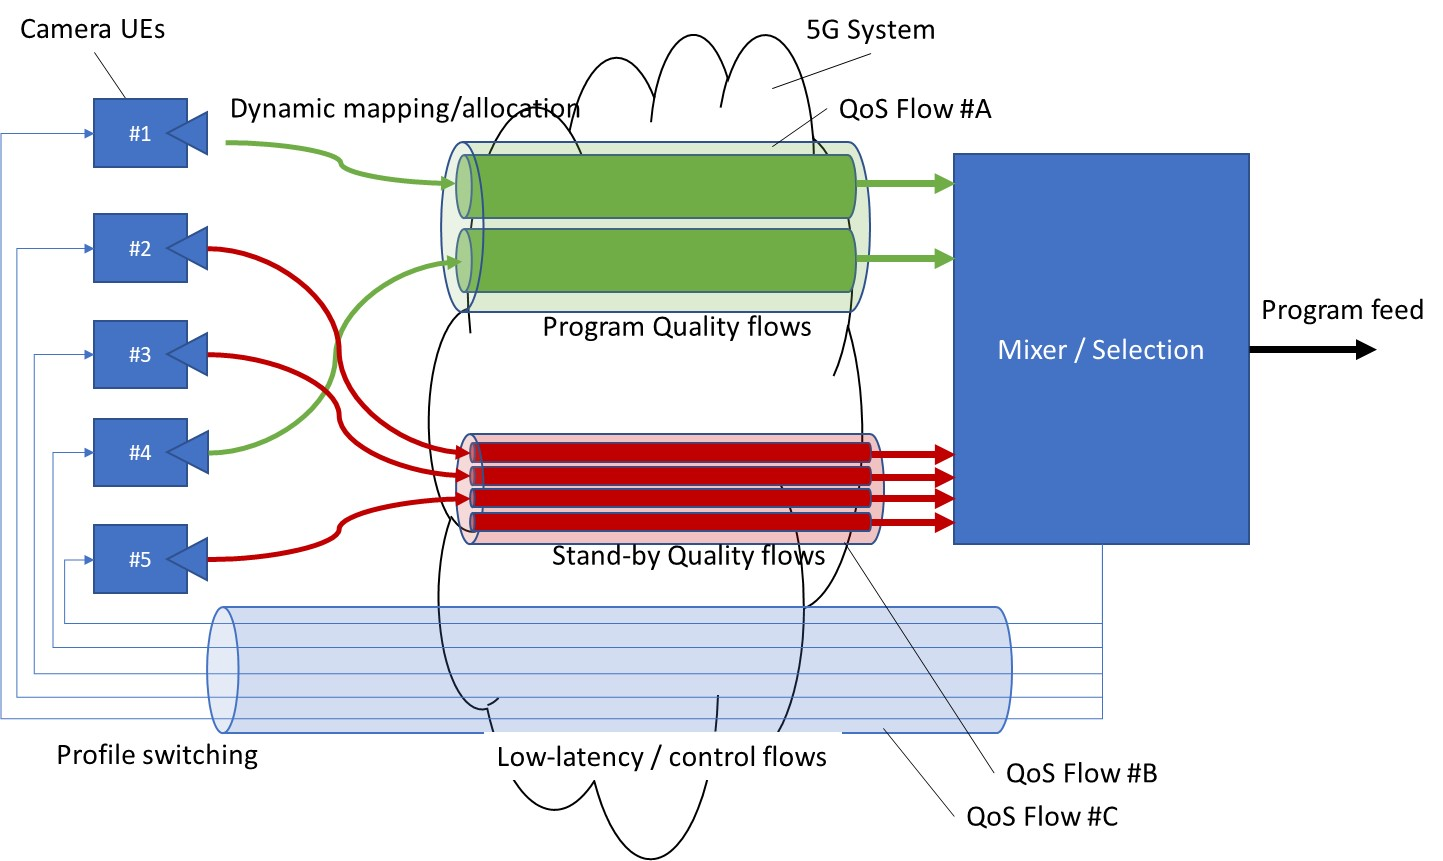 Camera UEs
5G System
Dynamic mapping/allocation
QoS Flow #A
#1
#2
#3
#4
#5
Program Quality flows
Mixer / Selection
Program feed
Stand-by Quality flows
Profile switching
Low-latency / control flows
QoS Flow #B
QoS Flow #C